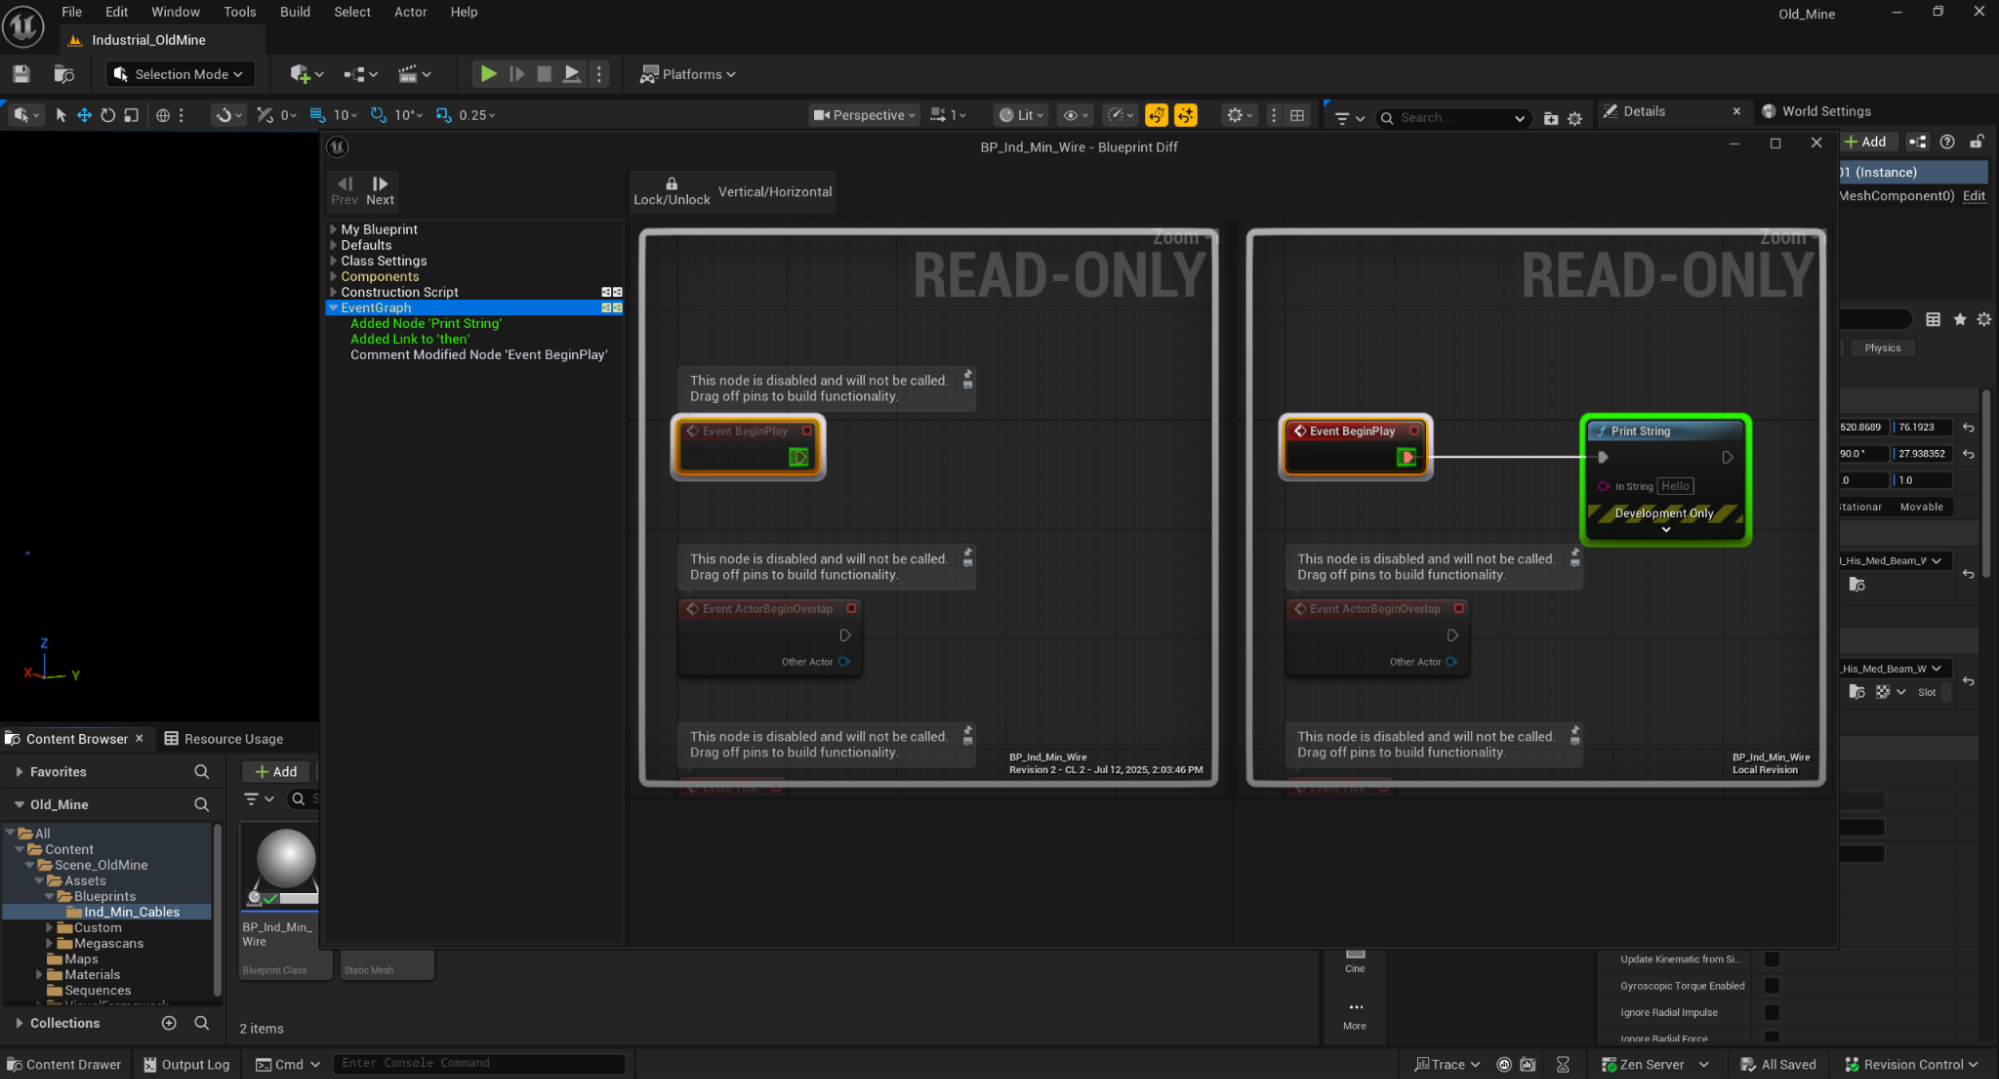 File Edit Window Tools Build Select Actor Help
Old_Mine
Industrial_OldMine
Selection Mode
Platforms
0 10 10° 0.25
Perspective 1 Lit
Search...
Details
World Settings
BP_Ind_Min_Wire - Blueprint Diff
Add
01 (Instance)
MeshComponent0) Edit
Prev Next
Lock/Unlock Vertical/Horizontal
My Blueprint
Defaults
Class Settings
Components
Construction Script
EventGraph
Added Node 'Print String'
Added Link to 'then'
Comment Modified Node 'Event BeginPlay'
Zoom -1
READ-ONLY
This node is disabled and will not be called.
Drag off pins to build functionality.
Event BeginPlay
This node is disabled and will not be called.
Drag off pins to build functionality.
Event ActorBeginOverlap
Other Actor
This node is disabled and will not be called.
Drag off pins to build functionality.
Event Tick
BP_Ind_Min_Wire
Revision 2 - CL 2 - Jul 12, 2025, 2:03:46 PM
Zoom -1
READ-ONLY
Event BeginPlay
Print String
In String Hello
Development Only
This node is disabled and will not be called.
Drag off pins to build functionality.
Event ActorBeginOverlap
Other Actor
This node is disabled and will not be called.
Drag off pins to build functionality.
Event Tick
BP_Ind_Min_Wire
Local Revision
Physics
520.8689 76.1923
90.0° 27.938352
.0 1.0
Stationar Movable
_His_Med_Beam_W
_His_Med_Beam_W
Slot
Z
X Y
Content Browser
Resource Usage
Favorites
Old_Mine
All
Content
Scene_OldMine
Assets
Blueprints
Ind_Min_Cables
Custom
Megascans
Maps
Materials
Sequences
Collections
Add
BP_Ind_Min_
Wire
Blueprint Class
Static Mesh
2 items
Cine
More
Update Kinematic from Si...
Gyroscopic Torque Enabled
Ignore Radial Impulse
Ignore Radial Force
Content Drawer
Output Log
Cmd
Enter Console Command
Trace
Zen Server
All Saved
Revision Control